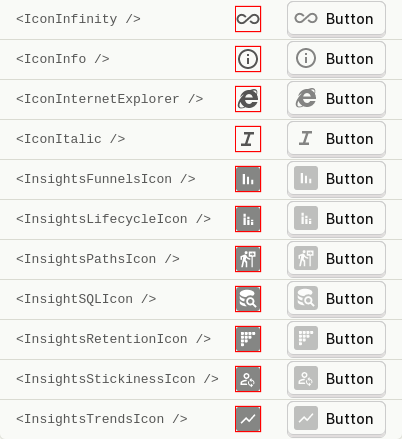 <IconInfinity /> Button
<IconInfo /> Button
<IconInternetExplorer /> Button
<IconItalic /> Button
<InsightsFunnelsIcon /> Button
<InsightsLifecycleIcon /> Button
<InsightsPathsIcon /> Button
<InsightSQLIcon /> Button
<InsightsRetentionIcon /> Button
<InsightsStickinessIcon /> Button
<InsightsTrendsIcon /> Button